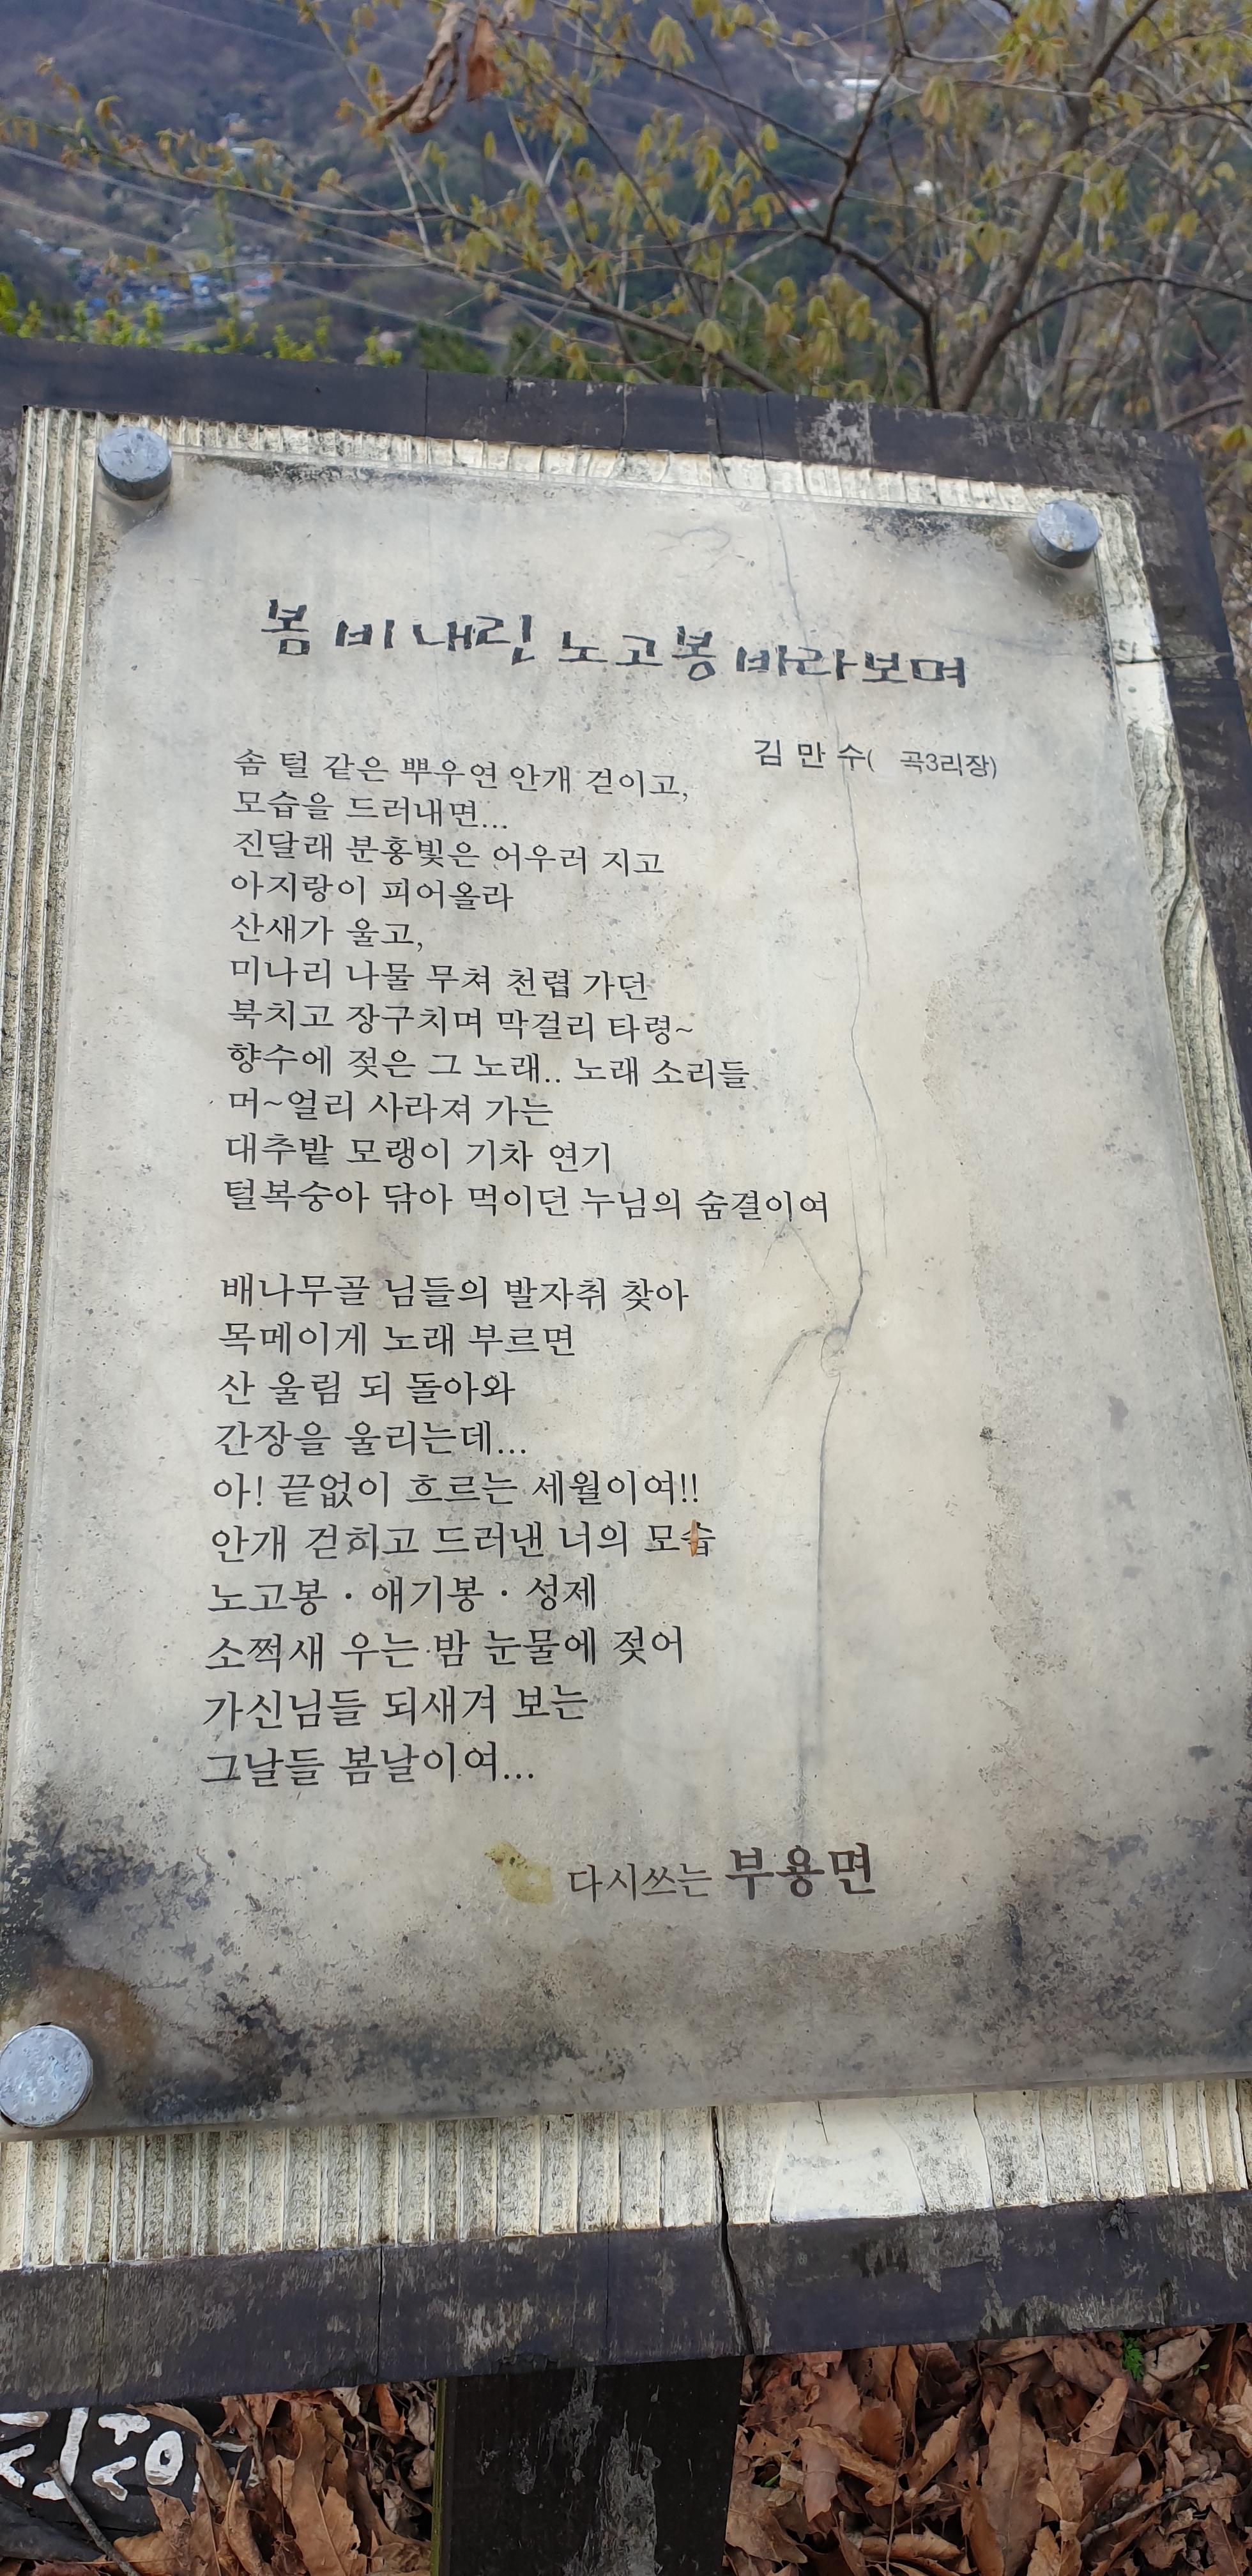 봄 비 내린 노고봉 바라보며
김 만 수( 곡3리장)
솜 털 같은 뿌우연 안개 걷이고,
모습을 드러내면...
진달래 분홍빛은 어우러 지고
아지랑이 피어올라
산새가 울고,
미나리 나물 무쳐 천렵 가던
북치고 장구치며 막걸리 타령~
향수에 젖은 그 노래.. 노래 소리들
머~얼리 사라져 가는
대추밭 모랭이 기차 연기
털복숭아 닦아 먹이던 누님의 숨결이여
배나무골 님들의 발자취 찾아
목메이게 노래 부르면
산 울림 되 돌아와
간장을 울리는데...
아! 끝없이 흐르는 세월이여!!
안개 걷히고 드러낸 너의 모습
노고봉 · 애기봉 · 성제
소쩍새 우는 밤 눈물에 젖어
가신님들 되새겨 보는
그날들 봄날이여...
다시쓰는 부용면